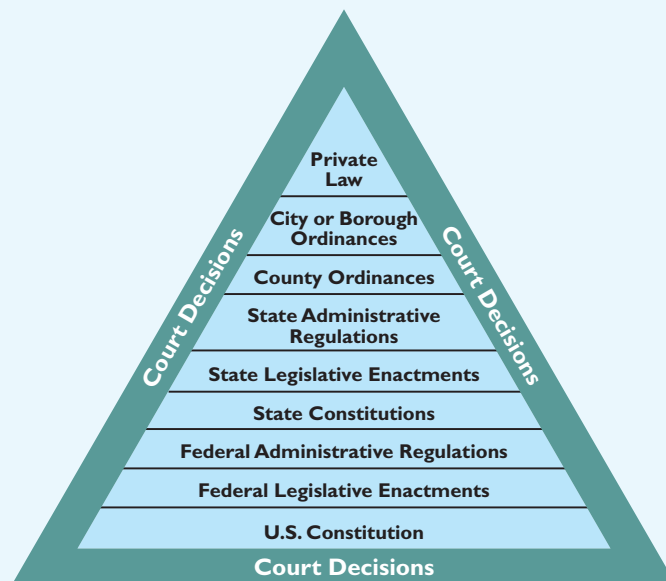 Private
Law
City or Borough
Ordinances
County Ordinances
State Administrative
Regulations
State Legislative Enactments
State Constitutions
Federal Administrative Regulations
Federal Legislative Enactments
U.S. Constitution
Court Decisions
Court Decisions
Court Decisions